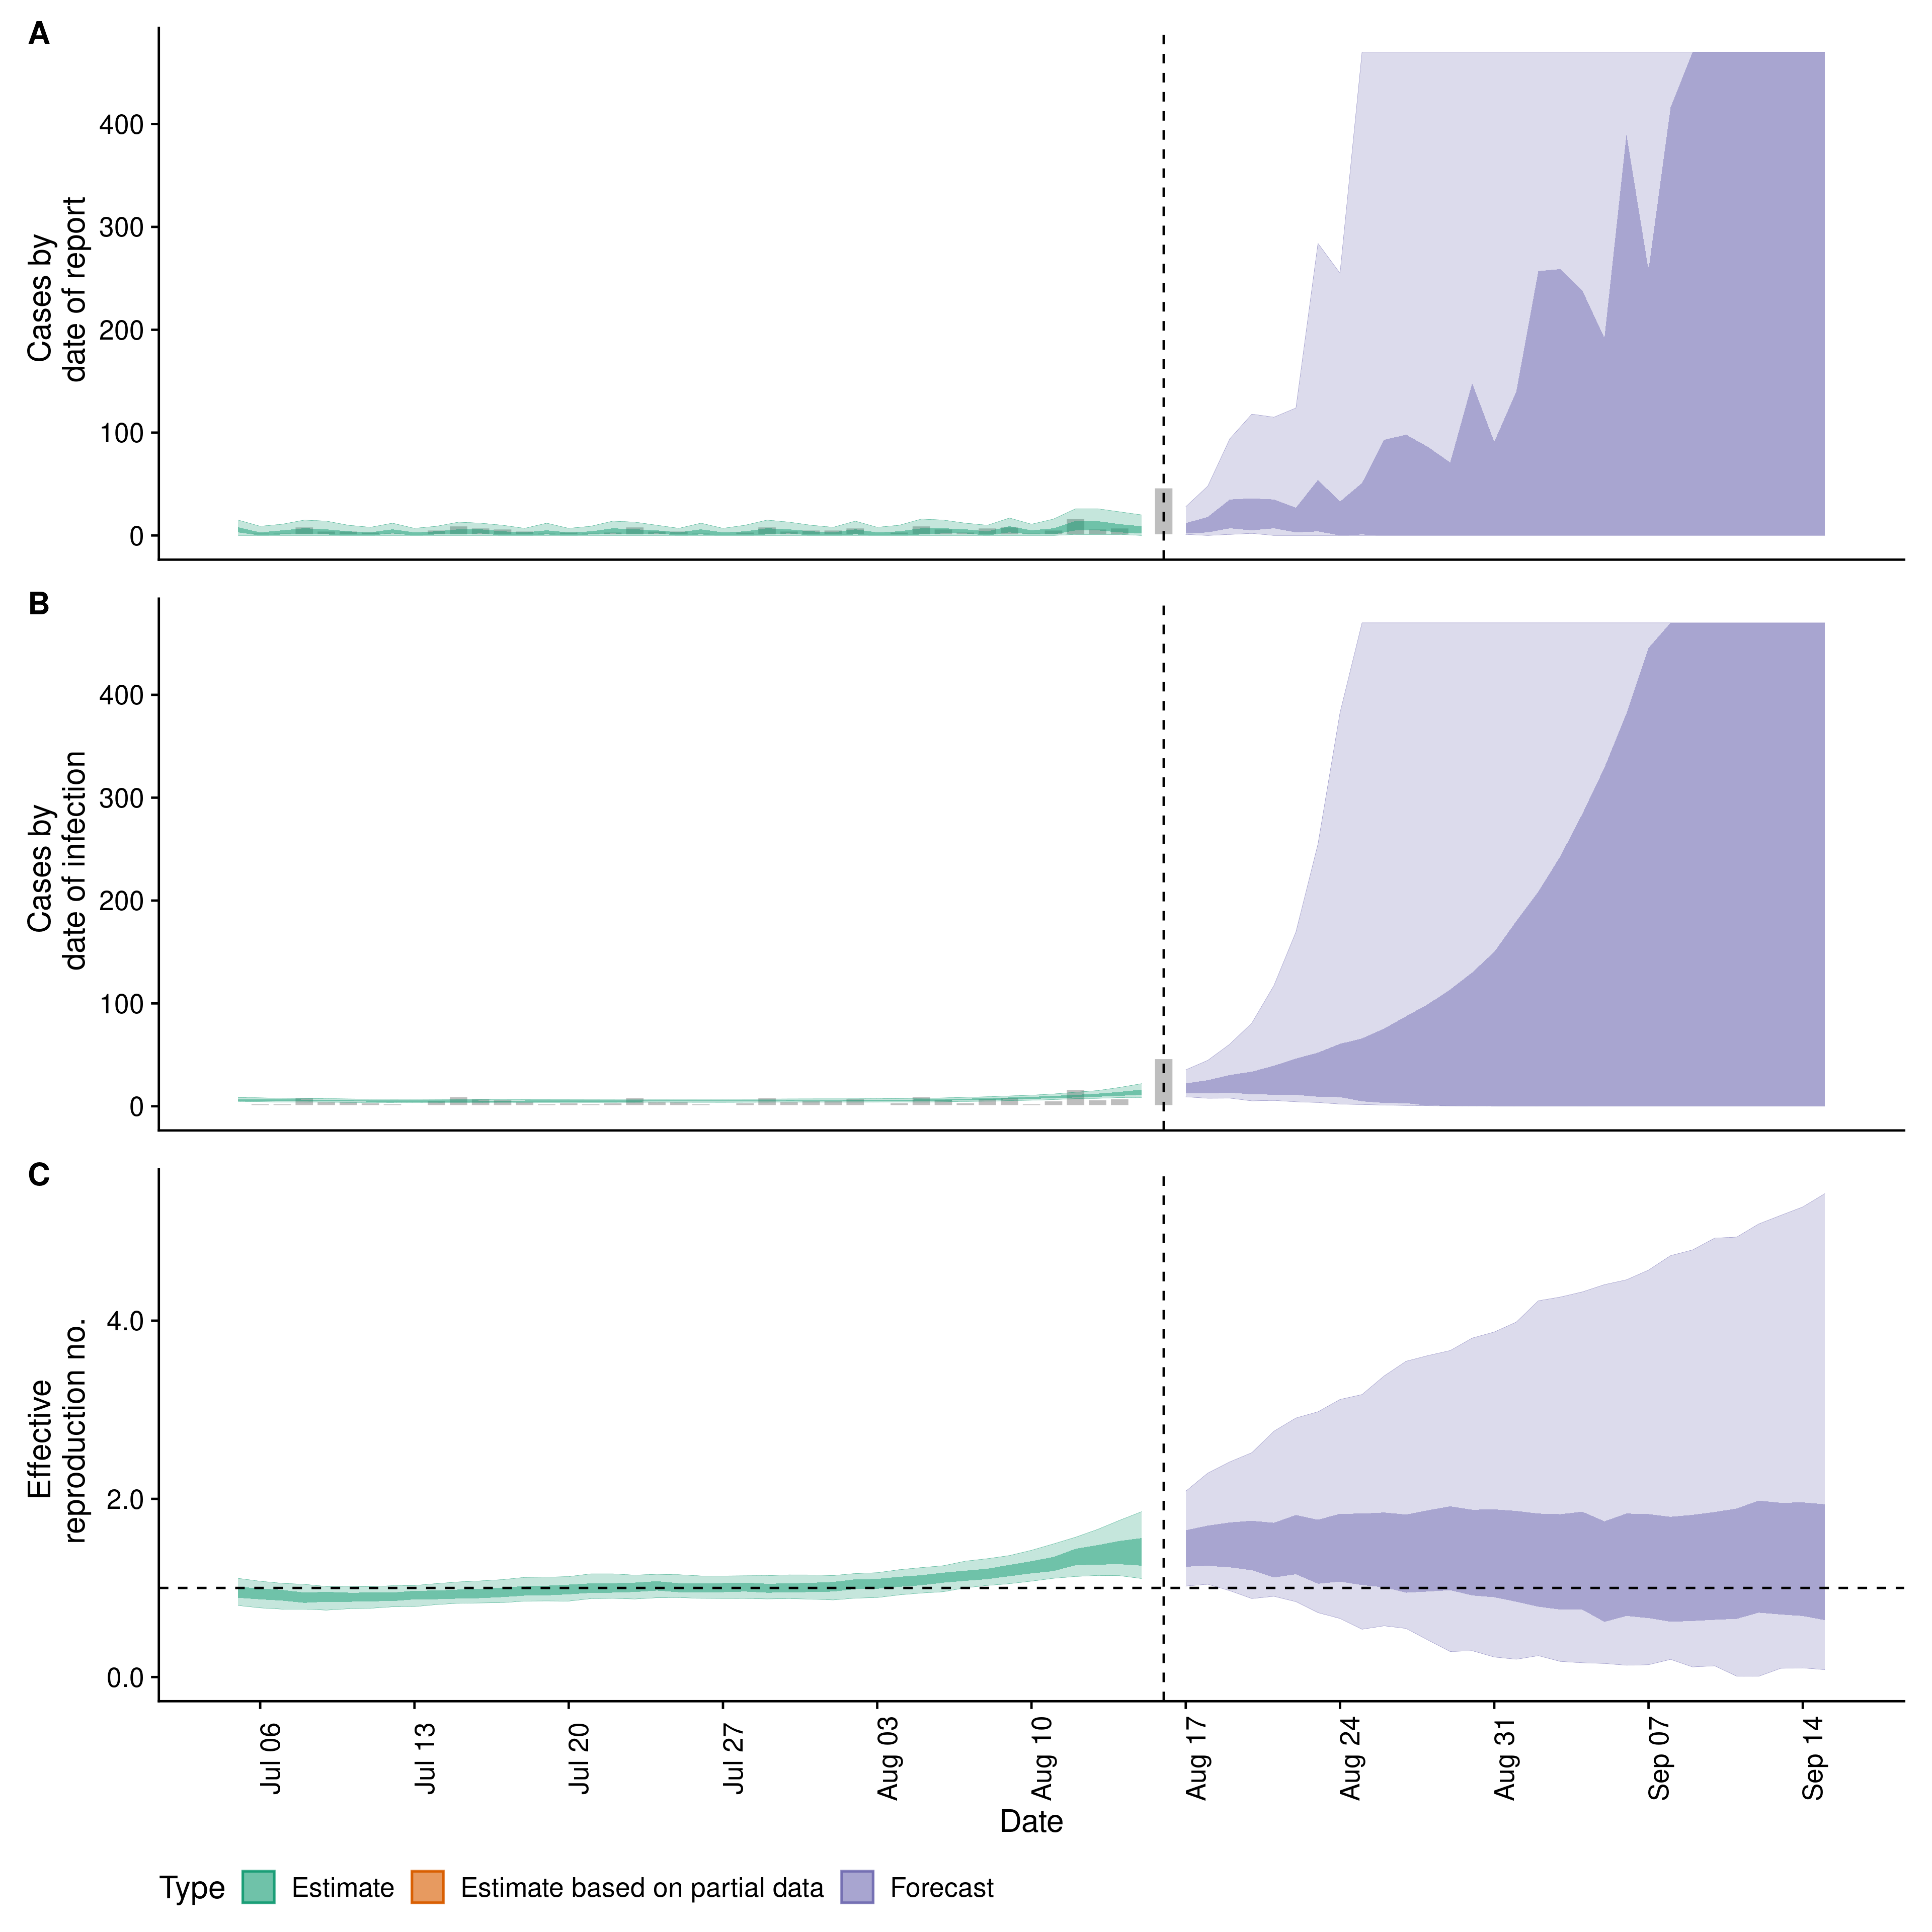 A
Cases by
date of report
400
300
200
100
0
B
Cases by
date of infection
400
300
200
100
0
C
Effective
reproduction no.
4.0
2.0
0.0
Jul 06
Jul 13
Jul 20
Jul 27
Aug 03
Aug 10
Aug 17
Aug 24
Aug 31
Sep 07
Sep 14
Date
Type Estimate Estimate based on partial data Forecast